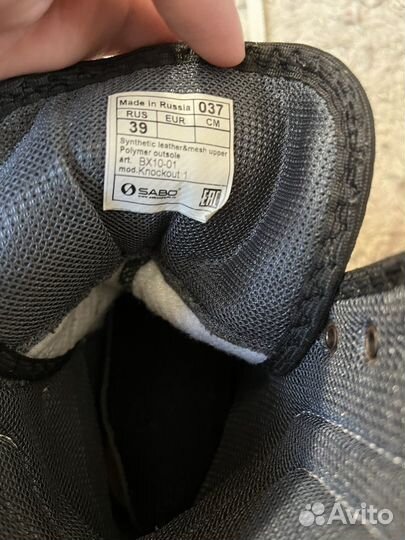 Made in Russia 037
RUS EUR CM
39
Synthetic leather&mesh upper
Polymer outsole
Art. BX10-01
mod.Knockout 1
SABO EAC
Avito